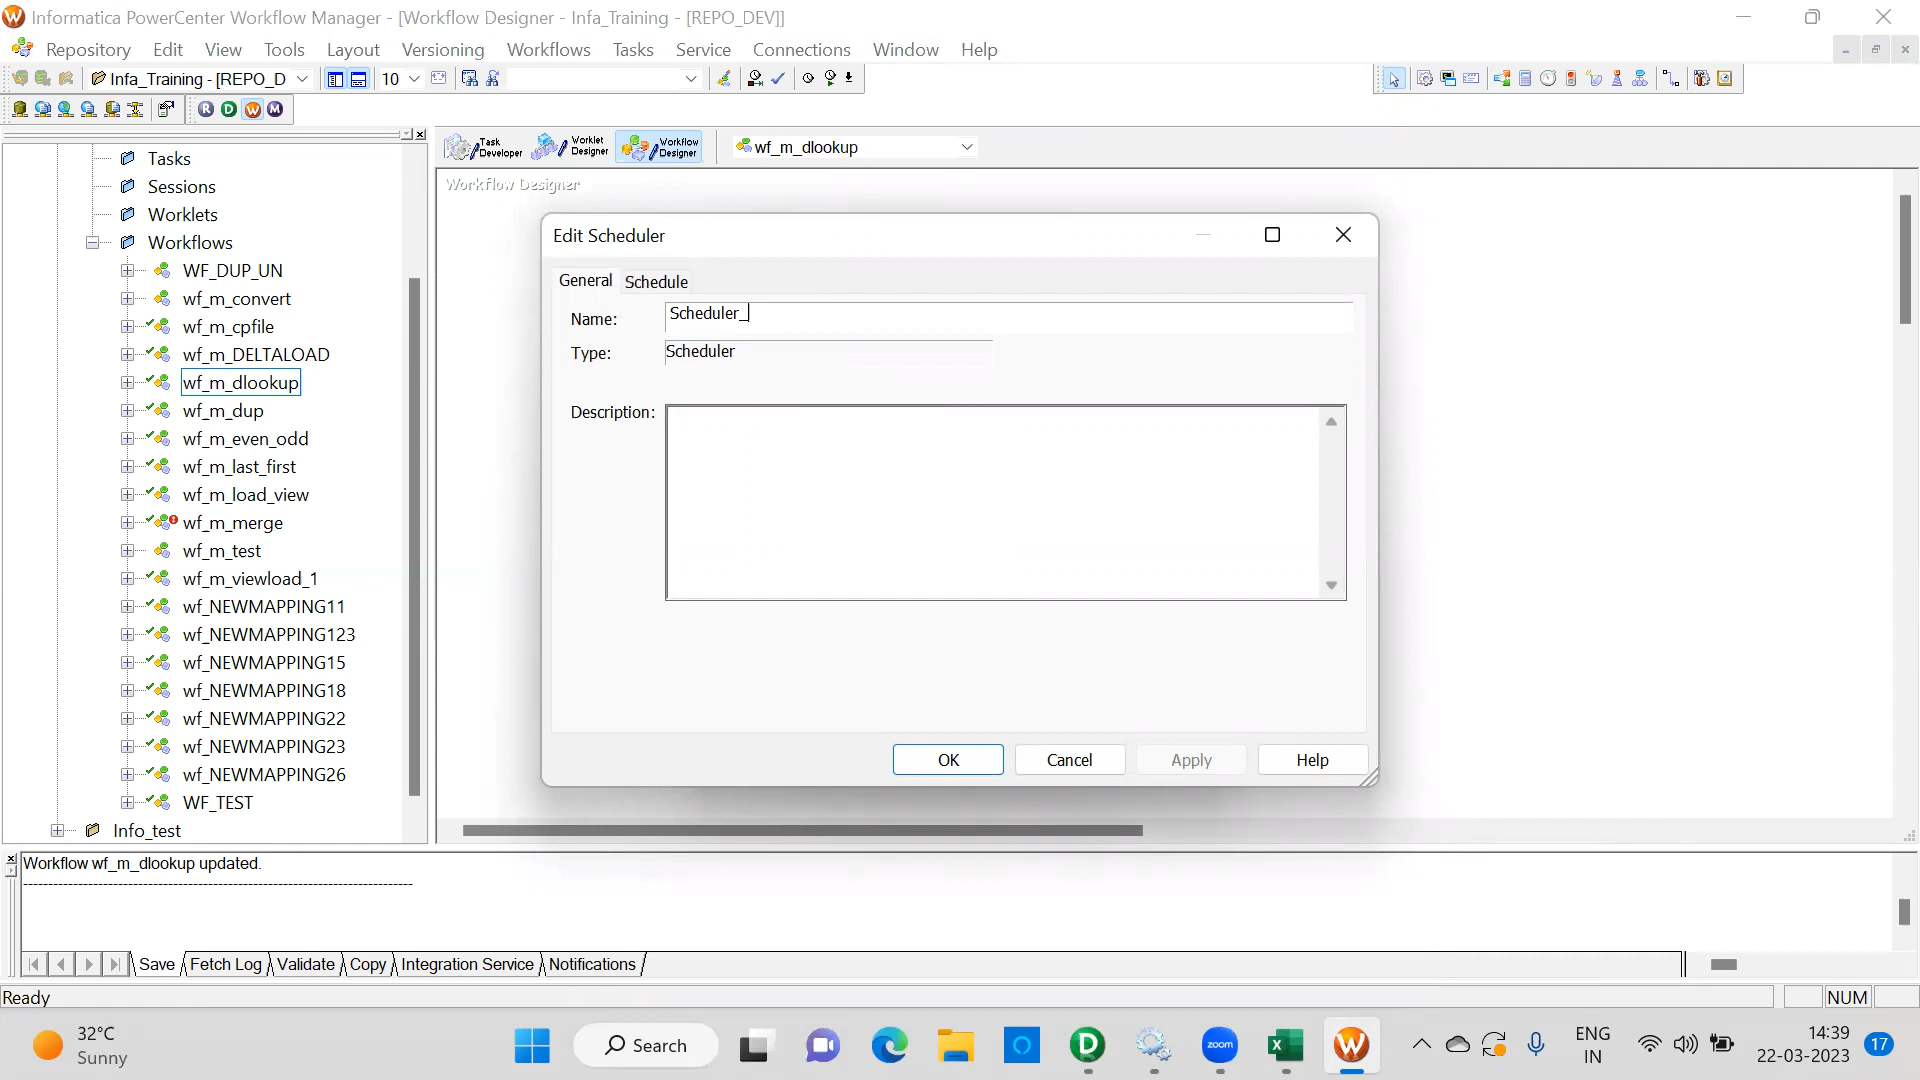 Informatica PowerCenter Workflow Manager - [Workflow Designer - Infa_Training - [REPO_DEV]]
Repository Edit View Tools Layout Versioning Workflows Tasks Service Connections Window Help
Infa_Training - [REPO_D 10
R D W M
Task Developer Worklet Designer Workflow Designer wf_m_dlookup
Workflow Designer
Tasks
Sessions
Worklets
Workflows
WF_DUP_UN
wf_m_convert
wf_m_cpfile
wf_m_DELTALOAD
wf_m_dlookup
wf_m_dup
wf_m_even_odd
wf_m_last_first
wf_m_load_view
wf_m_merge
wf_m_test
wf_m_viewload_1
wf_NEWMAPPING11
wf_NEWMAPPING123
wf_NEWMAPPING15
wf_NEWMAPPING18
wf_NEWMAPPING22
wf_NEWMAPPING23
wf_NEWMAPPING26
WF_TEST
Info_test
Edit Scheduler
General Schedule
Name: Scheduler_
Type: Scheduler
Description:
OK Cancel Apply Help
Workflow wf_m_dlookup updated.
--------------------------------------------------------------------------------
Save Fetch Log Validate Copy Integration Service Notifications
Ready NUM
32°C
Sunny
Search
zoom
ENG
IN
14:39
22-03-2023
17